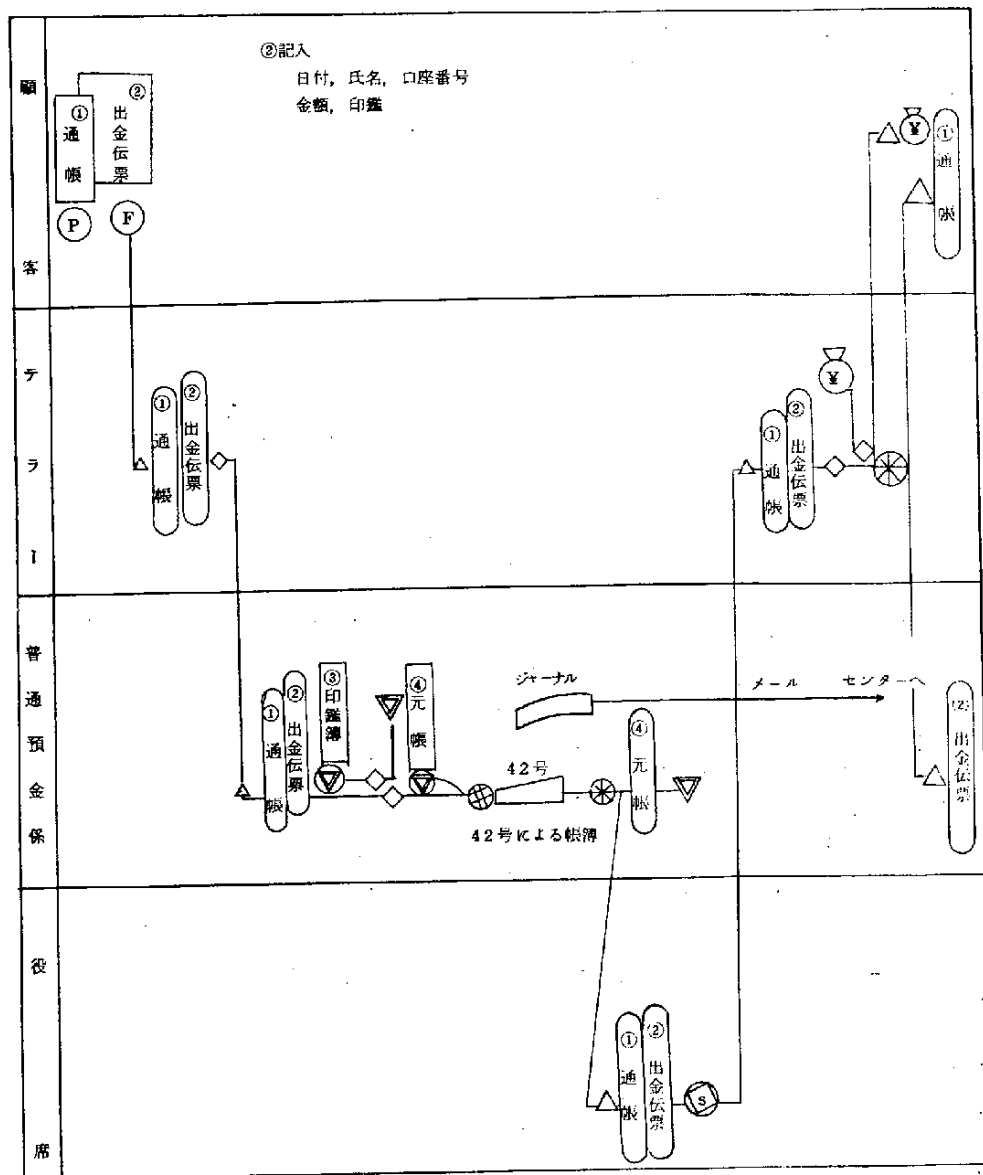 顧客
②記入
日付, 氏名, 口座番号
金額, 印鑑
①通帳
②出金伝票
P
F
¥
①通帳
テラー
①通帳
②出金伝票
¥
①通帳
②出金伝票
普通預金係
①通帳
②出金伝票
③印鑑簿
④元帳
ジャーナル
メール
センターへ
42号
42号による帳簿
④元帳
(2)出金伝票
役席
①通帳
②出金伝票
S